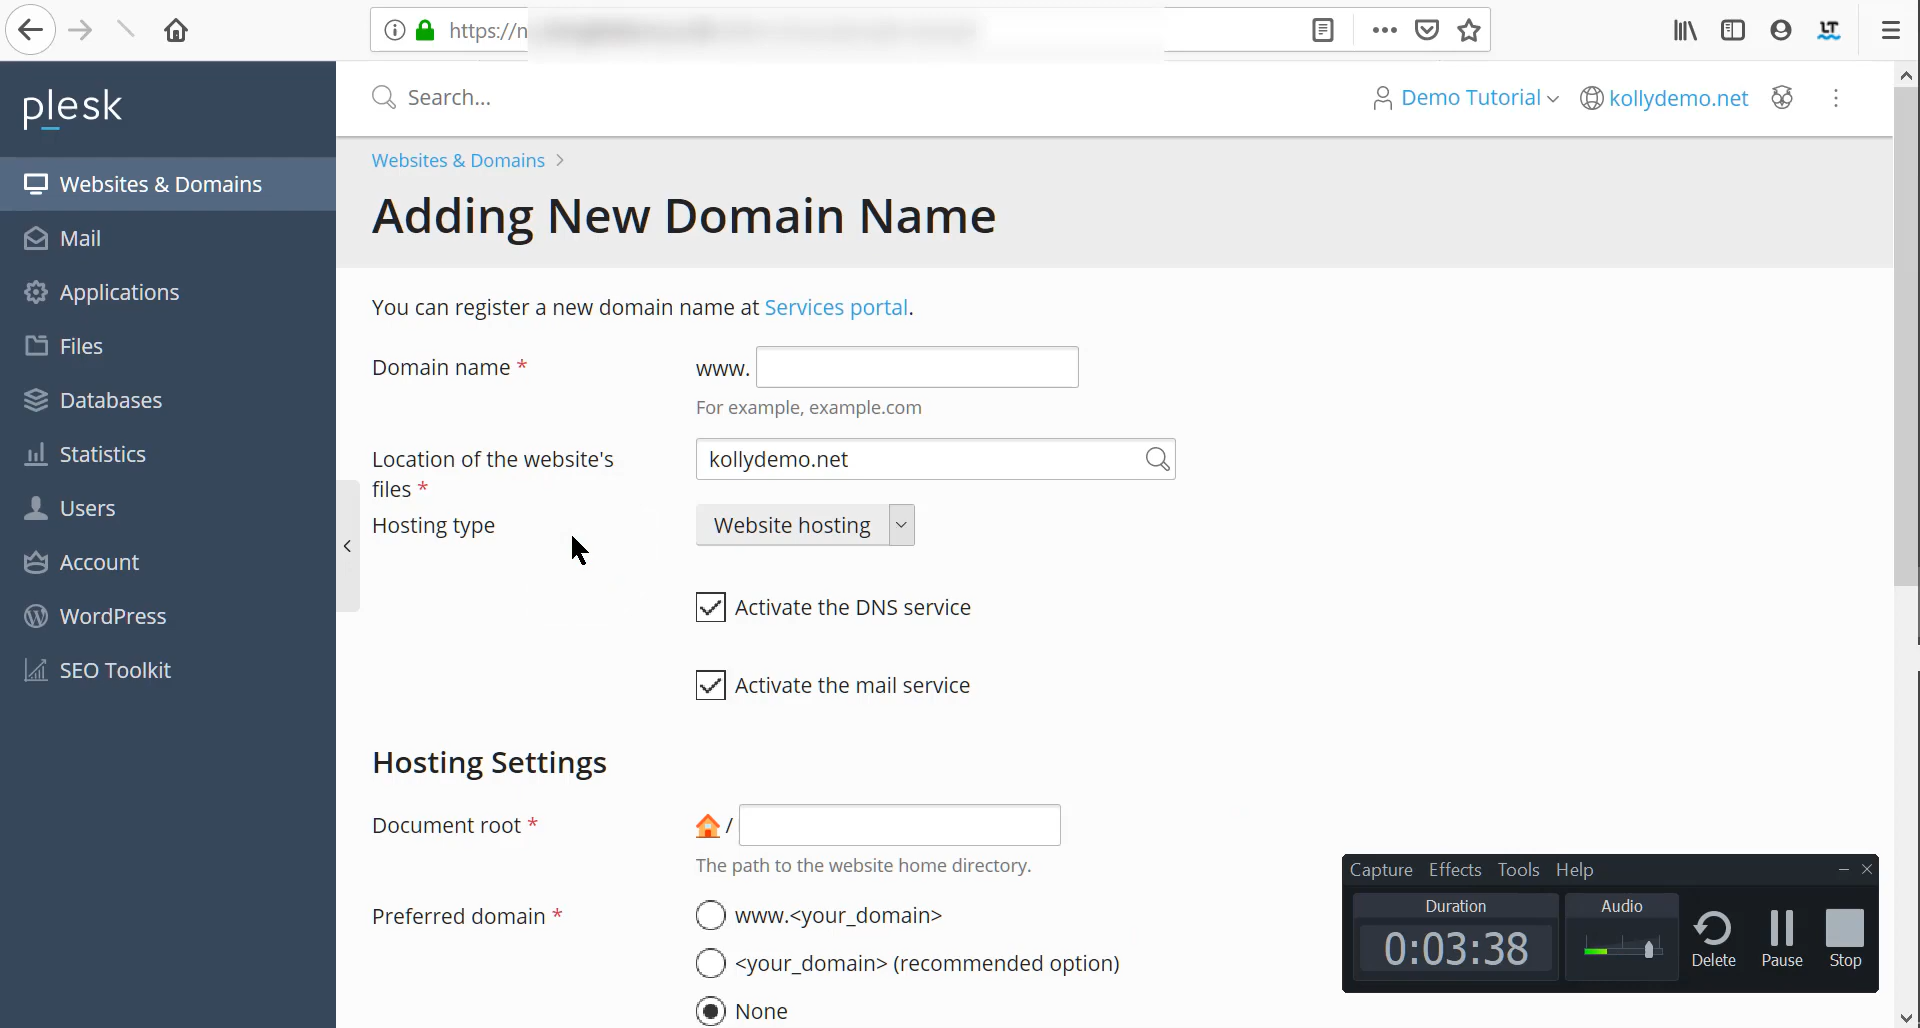 https://n
plesk
Search...
Demo Tutorial
kollydemo.net
Websites & Domains
Mail
Applications
Files
Databases
Statistics
Users
Account
WordPress
SEO Toolkit
Websites & Domains >
Adding New Domain Name
You can register a new domain name at Services portal.
Domain name *
www.
For example, example.com
Location of the website's
files *
kollydemo.net
Hosting type
Website hosting
Activate the DNS service
Activate the mail service
Hosting Settings
Document root *
/
The path to the website home directory.
Preferred domain *
www.<your_domain>
<your_domain> (recommended option)
None
Capture Effects Tools Help
Duration
0:03:38
Audio
Delete
Pause
Stop
LT